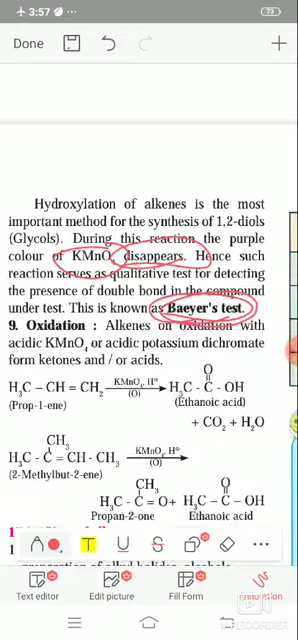 3:57
73
Done
Hydroxylation of alkenes is the most
important method for the synthesis of 1,2-diols
(Glycols). During this reaction the purple
colour of KMnO4 disappears. Hence such
reaction serves as qualitative test for detecting
the presence of double bond in the compound
under test. This is known as Baeyer's test.
9. Oxidation : Alkenes on oxidation with
acidic KMnO4 or acidic potassium dichromate
form ketones and / or acids.
O
H3C – CH = CH2 KMnO4, H⊕ (O) H3C - C - OH
(Prop-1-ene) (Ethanoic acid)
+ CO2 + H2O
CH3
H3C - C = CH - CH3 KMnO4, H⊕ (O)
(2-Methylbut-2-ene)
CH3 O
H3C - C = O + H3C – C – OH
Propan-2-one Ethanoic acid
T
U
S
Text editor
Edit picture
Fill Form
Annotation
RECORDER